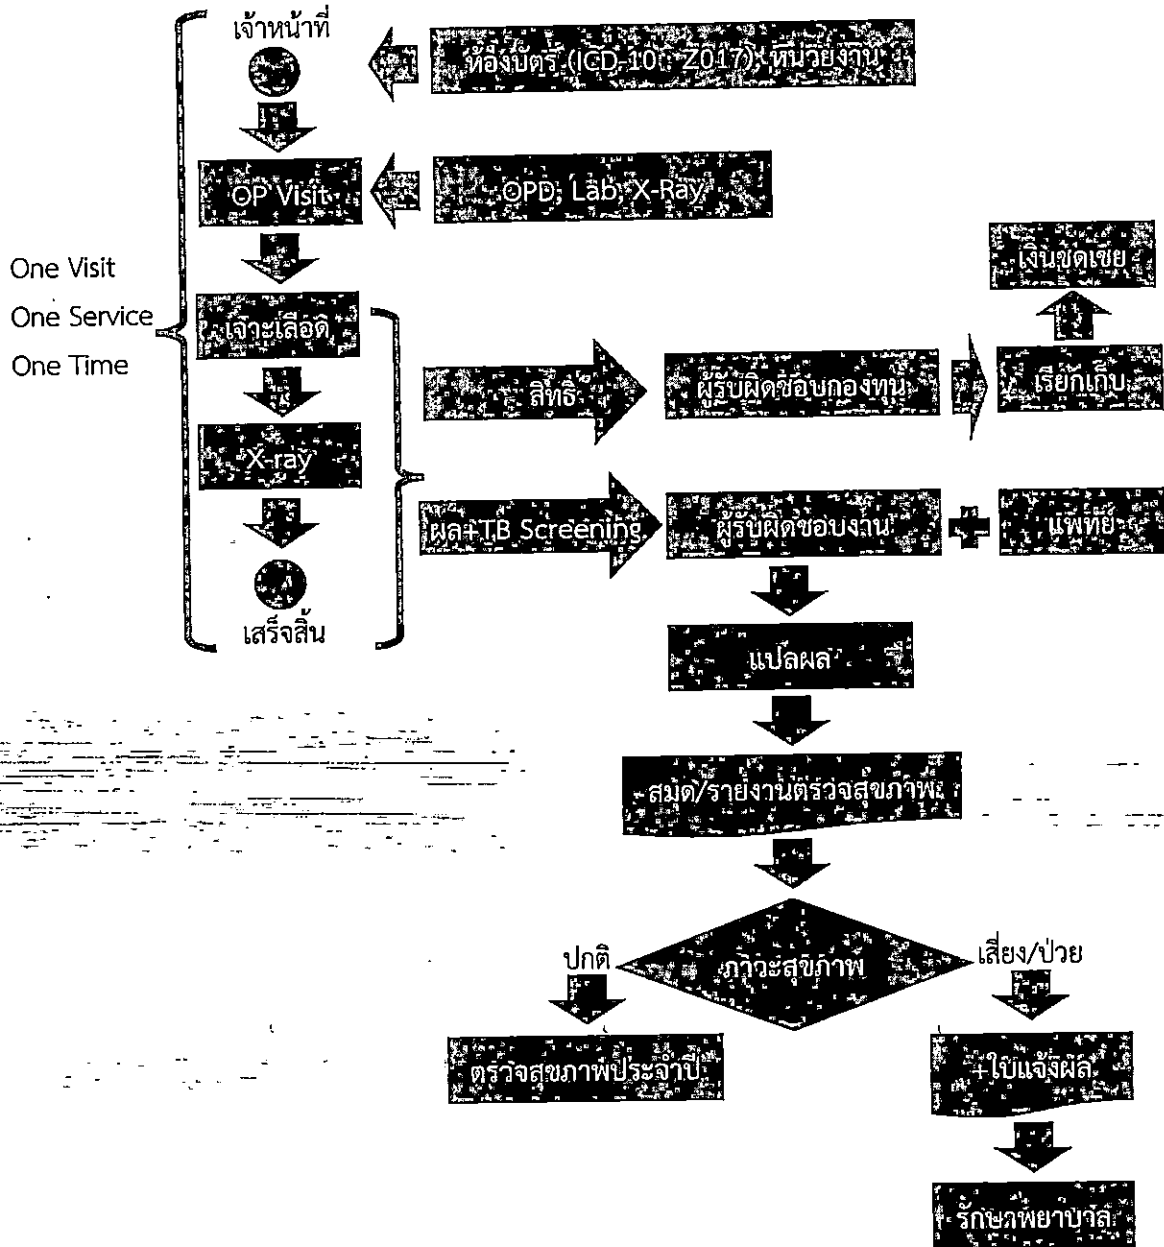 เจ้าหน้าที่
ห้องบัตร (ICD-10 : Z017), หน่วยงาน
OP Visit
OPD, Lab, X-Ray
One Visit
One Service
One Time
เจาะเลือด
X-ray
เสร็จสิ้น
สิทธิ
ผู้รับผิดชอบกองทุน
เรียกเก็บ
เงินชดเชย
ผล+TB Screening
ผู้รับผิดชอบงาน
แพทย์
แปลผล
สมุด/รายงานตรวจสุขภาพ
ภาวะสุขภาพ
ปกติ
เสี่ยง/ป่วย
ตรวจสุขภาพประจำปี
+ใบแจ้งผล
รักษาพยาบาล